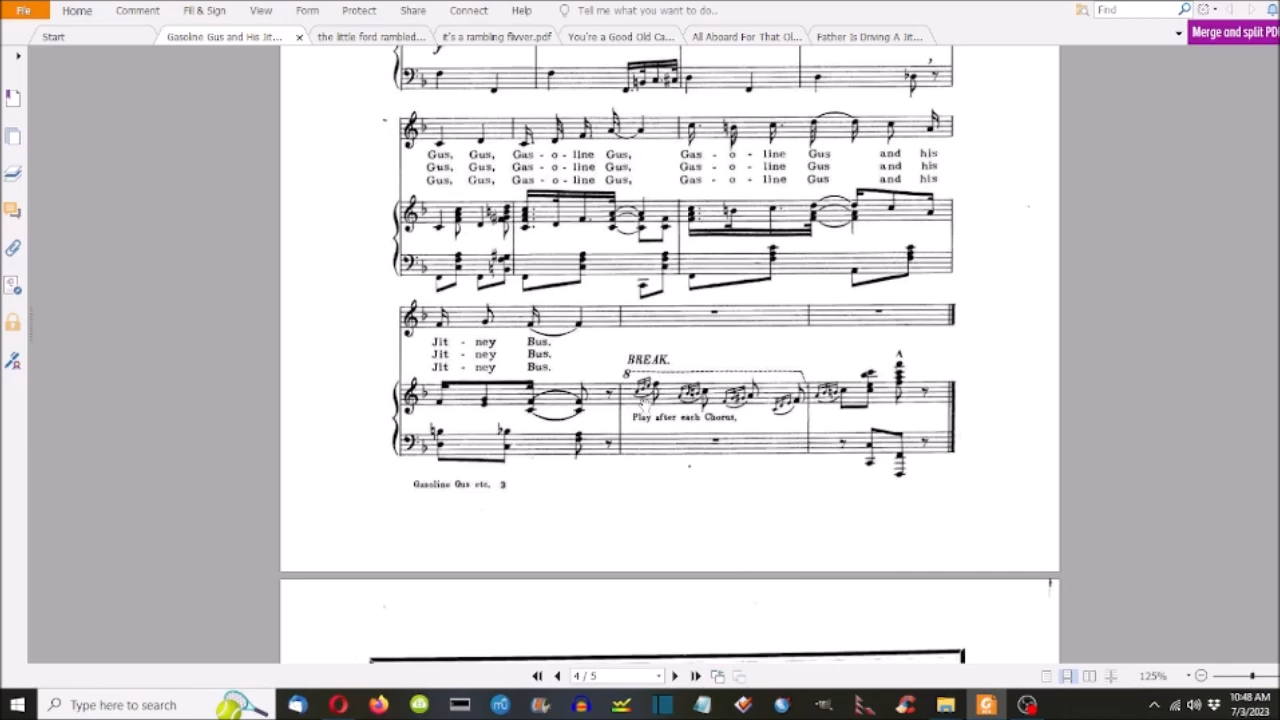 File Home Comment Fill & Sign View Form Protect Share Connect Help Tell me what you want to do.. Find
Start Gasoline Gus and His Jit... the little ford rambled... it's a rambling flivver.pdf You're a Good Old Ca... All Aboard For That Ol... Father Is Driving A Jit... Merge and split PDF
Gus, Gus, Gas - o - line Gus, Gas - o - line Gus and his
Gus, Gus, Gas - o - line Gus, Gas - o - line Gus and his
Gus, Gus, Gas - o - line Gus, Gas - o - line Gus and his
Jit - ney Bus.
Jit - ney Bus.
Jit - ney Bus.
BREAK.
8
Play after each Chorus,
Gasoline Gus etc. 3
4 / 5 125%
Type here to search 10:48 AM
7/3/2023